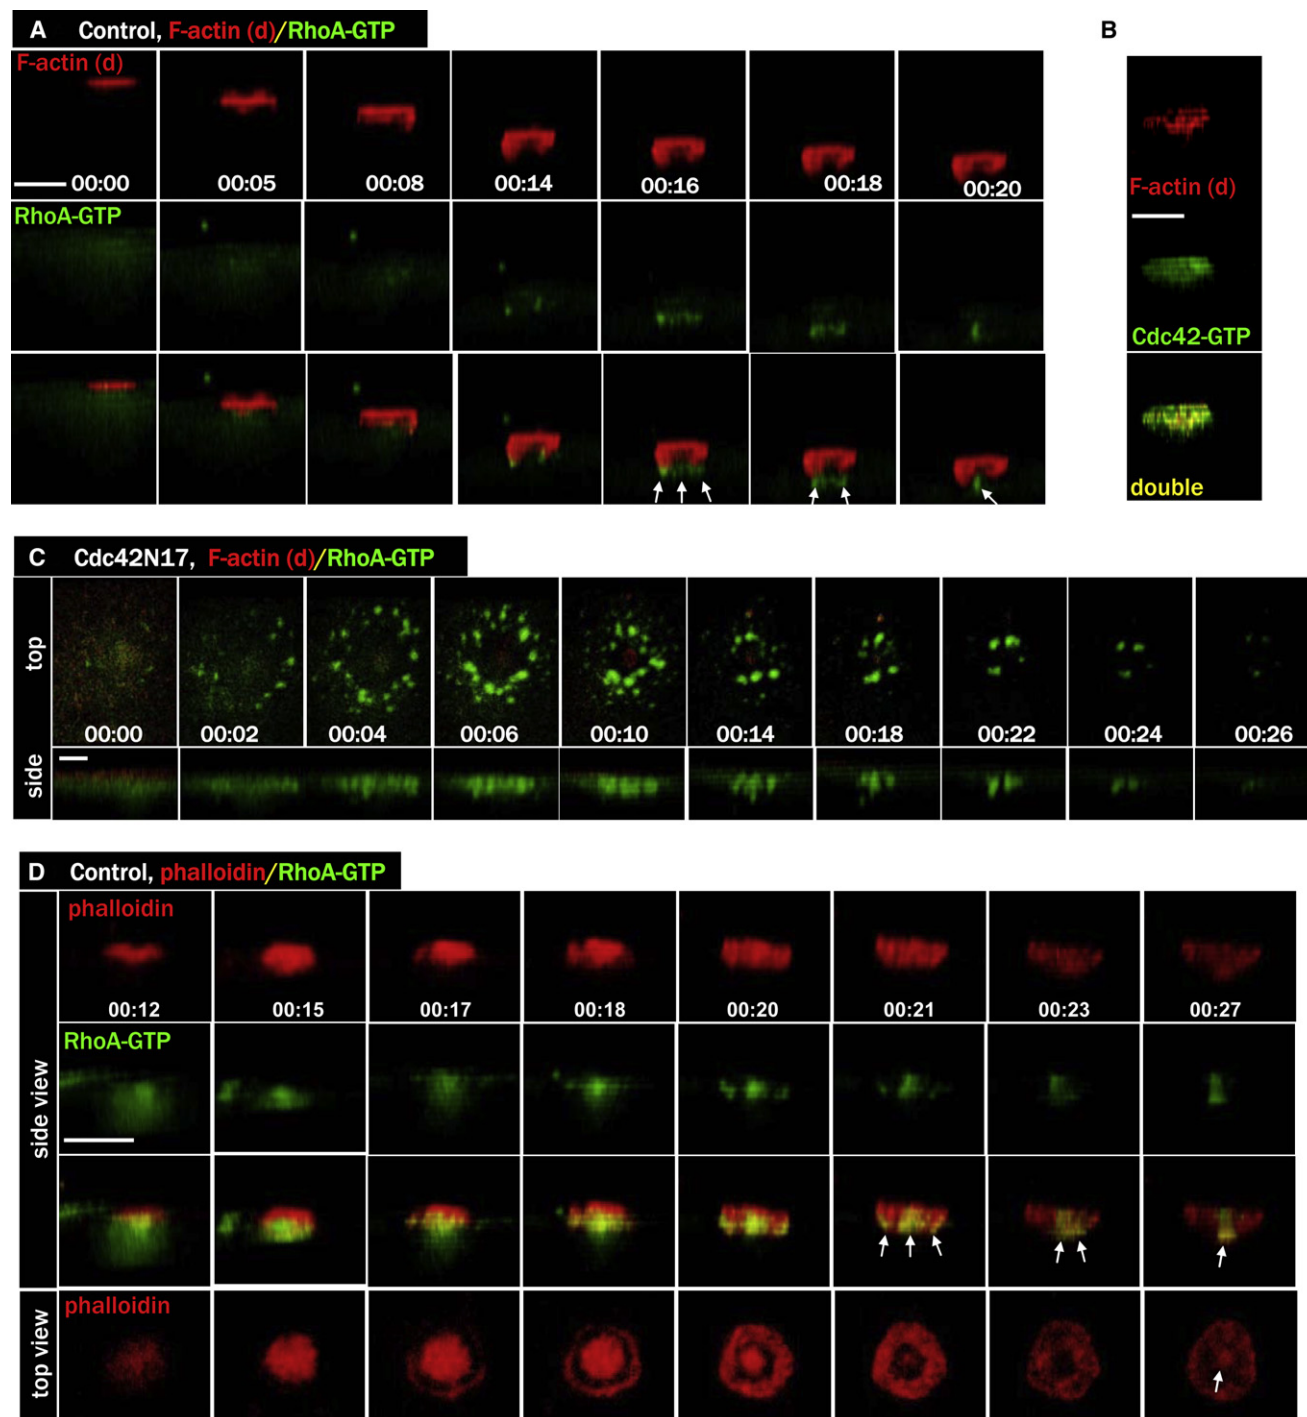 A Control, F-actin (d)/RhoA-GTP
F-actin (d)
00:00 00:05 00:08 00:14 00:16 00:18 00:20
RhoA-GTP
B
F-actin (d)
Cdc42-GTP
double
C Cdc42N17, F-actin (d)/RhoA-GTP
top
00:00 00:02 00:04 00:06 00:10 00:14 00:18 00:22 00:24 00:26
side
D Control, phalloidin/RhoA-GTP
side view
phalloidin
00:12 00:15 00:17 00:18 00:20 00:21 00:23 00:27
RhoA-GTP
top view
phalloidin